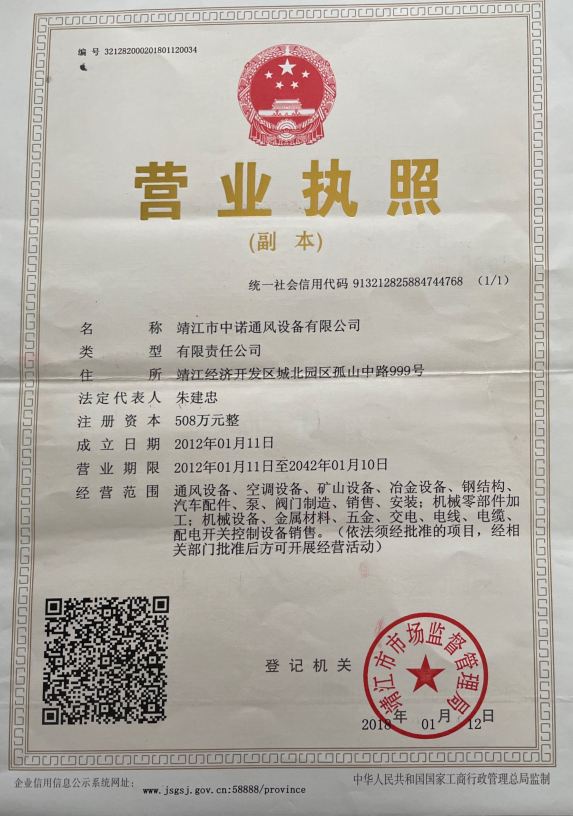 编 号 321282000201801120034
营业执照
(副 本)
统一社会信用代码 913212825884744768 (1/1)
名 称 靖江市中诺通风设备有限公司
类 型 有限责任公司
住 所 靖江经济开发区城北园区孤山中路999号
法定代表人 朱建忠
注册资本 508万元整
成立日期 2012年01月11日
营业期限 2012年01月11日至2042年01月10日
经营范围 通风设备、空调设备、矿山设备、冶金设备、钢结构、
汽车配件、泵、阀门制造、销售、安装；机械零部件加
工；机械设备、金属材料、五金、交电、电线、电缆、
配电开关控制设备销售。（依法须经批准的项目，经相
关部门批准后方可开展经营活动）
登记机关
靖江市市场监督管理局
2018年 01月 12日
企业信用信息公示系统网址： www.jsgsj.gov.cn:58888/province
中华人民共和国国家工商行政管理总局监制